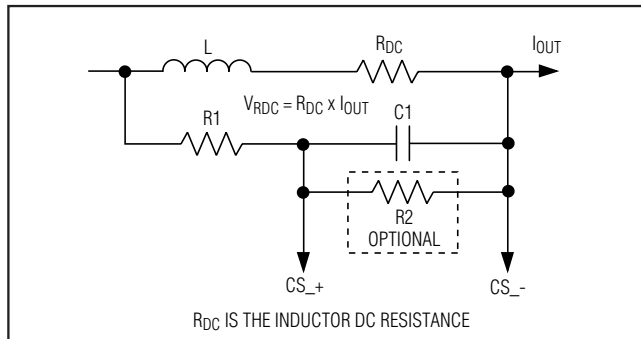 L
RDC
IOUT
VRDC = RDC x IOUT
R1
C1
R2
OPTIONAL
CS_+
CS_-
RDC IS THE INDUCTOR DC RESISTANCE